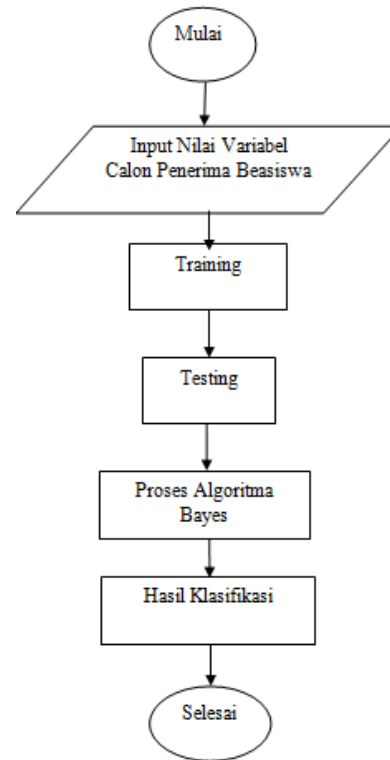 Mulai
Input Nilai Variabel
Calon Penerima Beasiswa
Training
Testing
Proses Algoritma
Bayes
Hasil Klasifikasi
Selesai